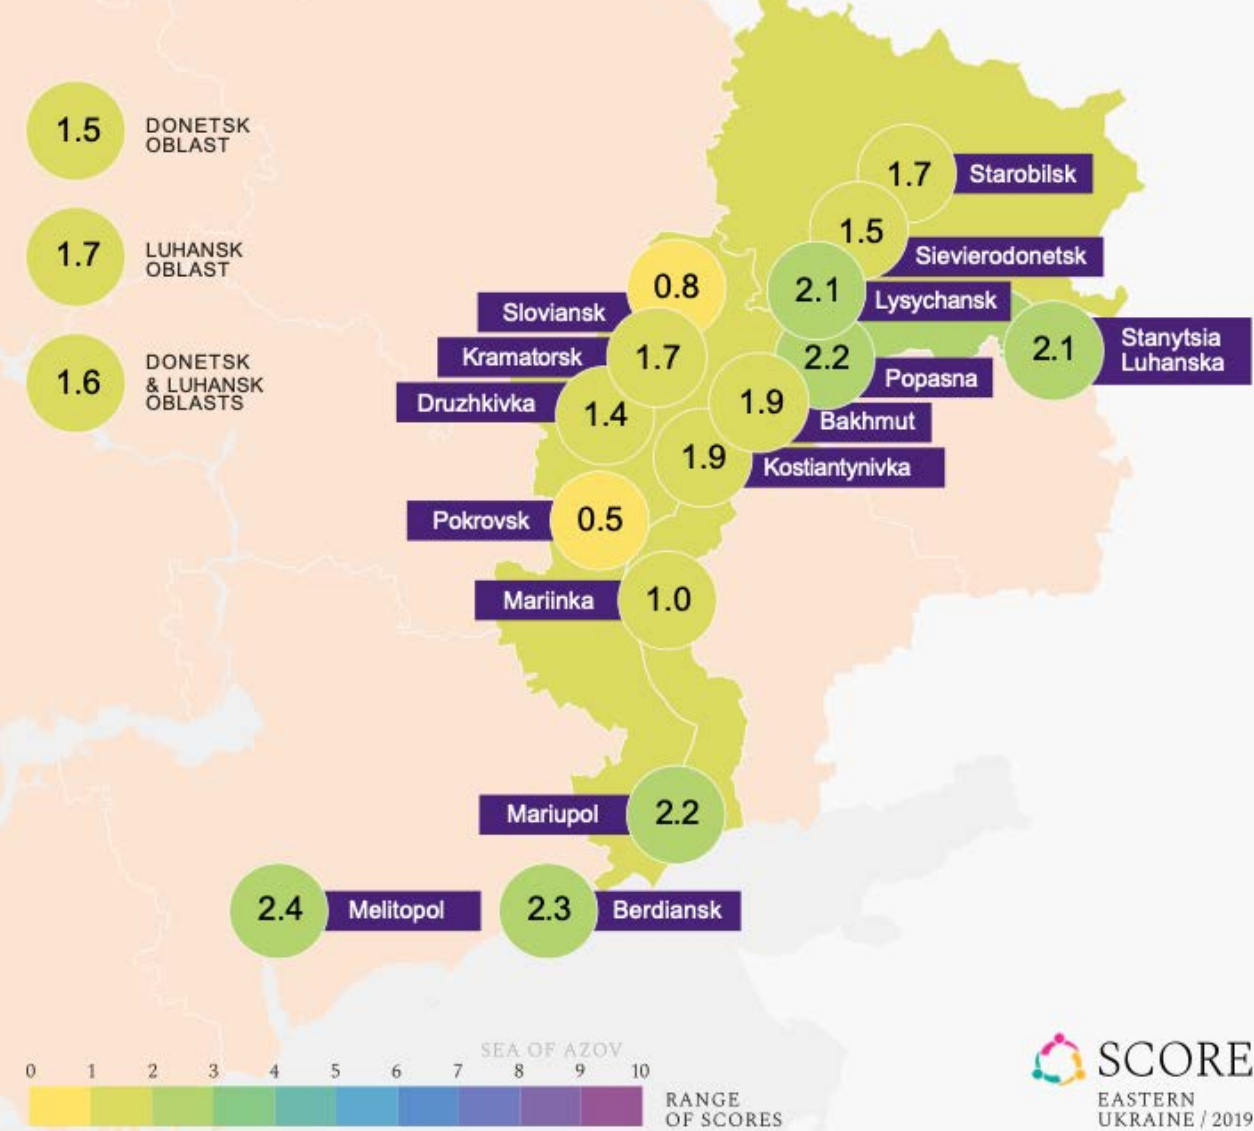 1.5
DONETSK
OBLAST
1.7
LUHANSK
OBLAST
1.6
DONETSK
& LUHANSK
OBLASTS
1.7
Starobilsk
1.5
Sievierodonetsk
0.8
Sloviansk
2.1
Lysychansk
2.1
Stanytsia
Luhanska
Kramatorsk
1.7
2.2
Popasna
Druzhkivka
1.4
1.9
Bakhmut
1.9
Kostiantynivka
Pokrovsk
0.5
Mariinka
1.0
Mariupol
2.2
2.4
Melitopol
2.3
Berdiansk
SEA OF AZOV
0 1 2 3 4 5 6 7 8 9 10
RANGE
OF SCORES
SCORE
EASTERN
UKRAINE / 2019